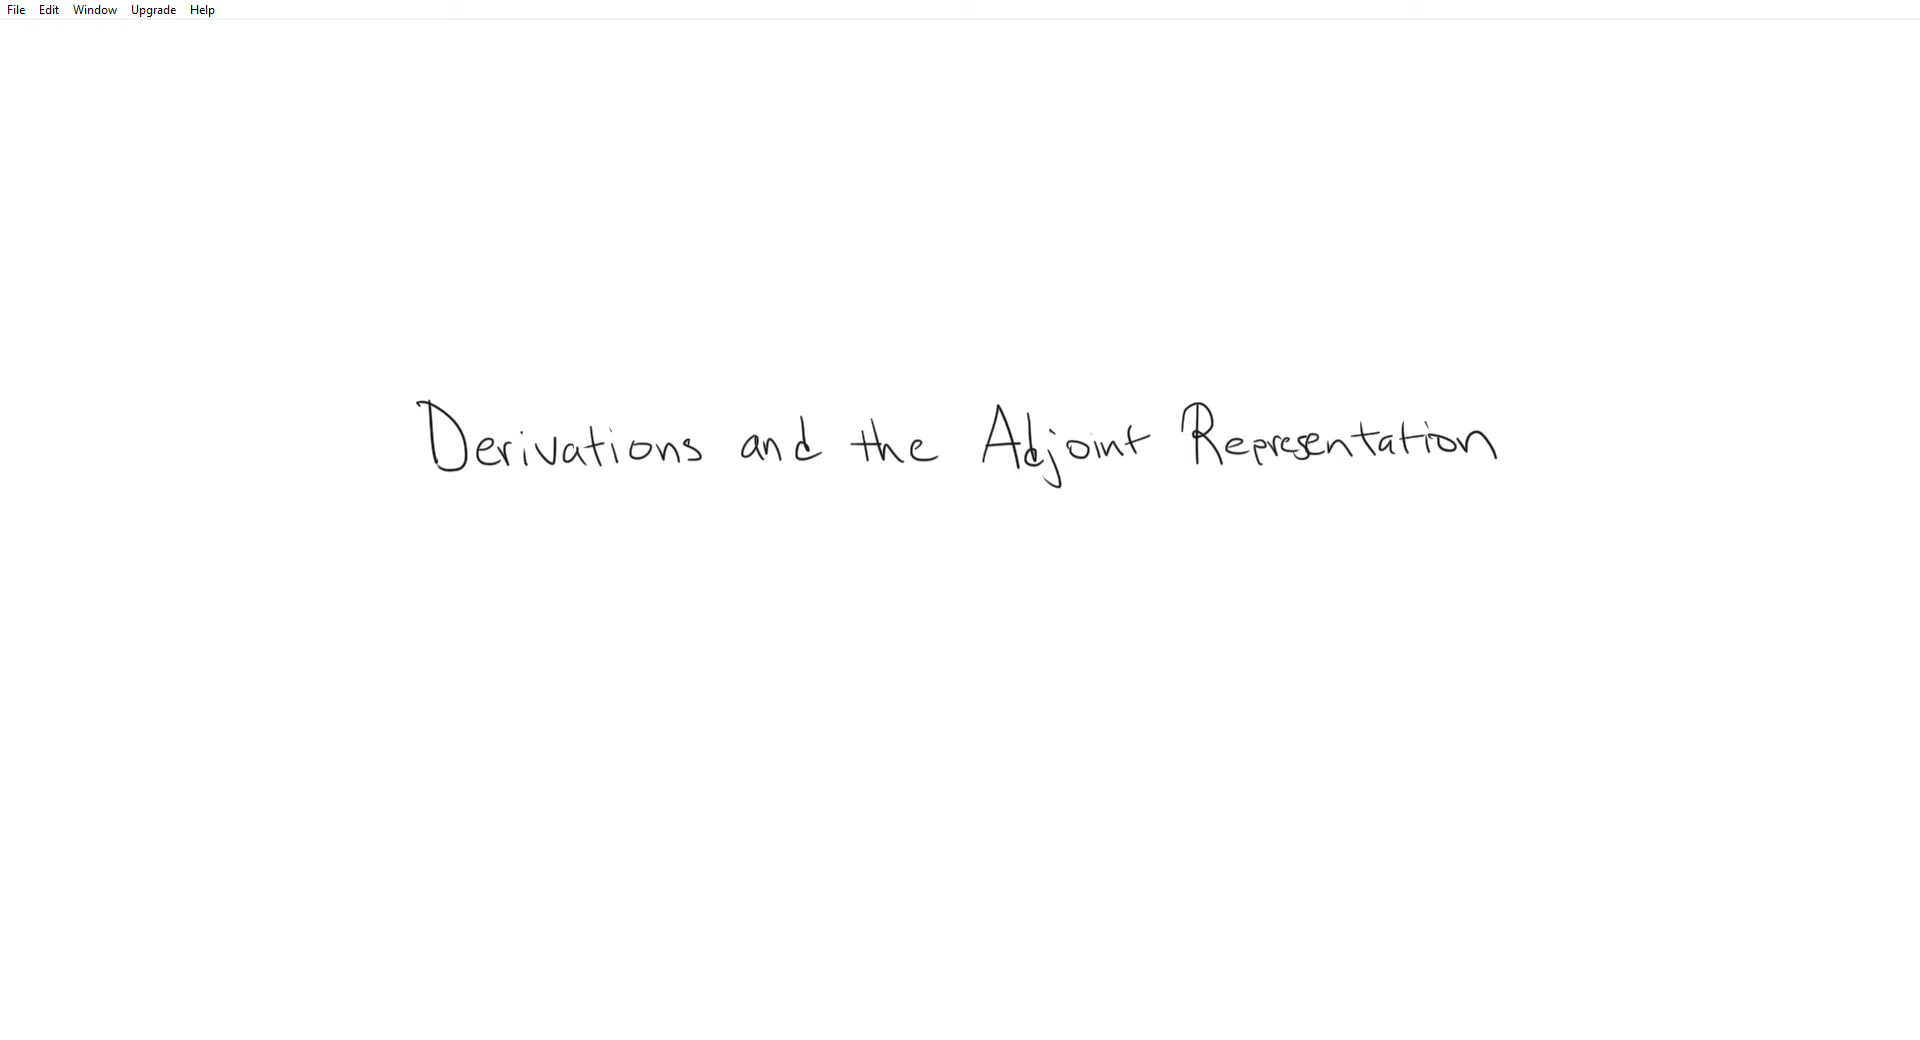 File Edit Window Upgrade Help
Derivations and the Adjoint Representation